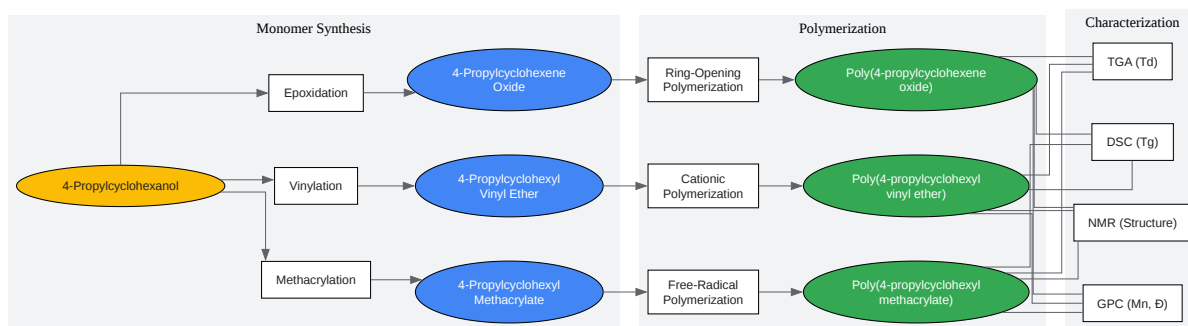 Monomer Synthesis
Polymerization
Characterization
4-Propylcyclohexanol
Epoxidation
Vinylation
Methacrylation
4-Propylcyclohexene
Oxide
4-Propylcyclohexyl
Vinyl Ether
4-Propylcyclohexyl
Methacrylate
Ring-Opening
Polymerization
Cationic
Polymerization
Free-Radical
Polymerization
Poly(4-propylcyclohexene
oxide)
Poly(4-propylcyclohexyl
vinyl ether)
Poly(4-propylcyclohexyl
methacrylate)
TGA (Td)
DSC (Tg)
NMR (Structure)
GPC (Mn, Đ)